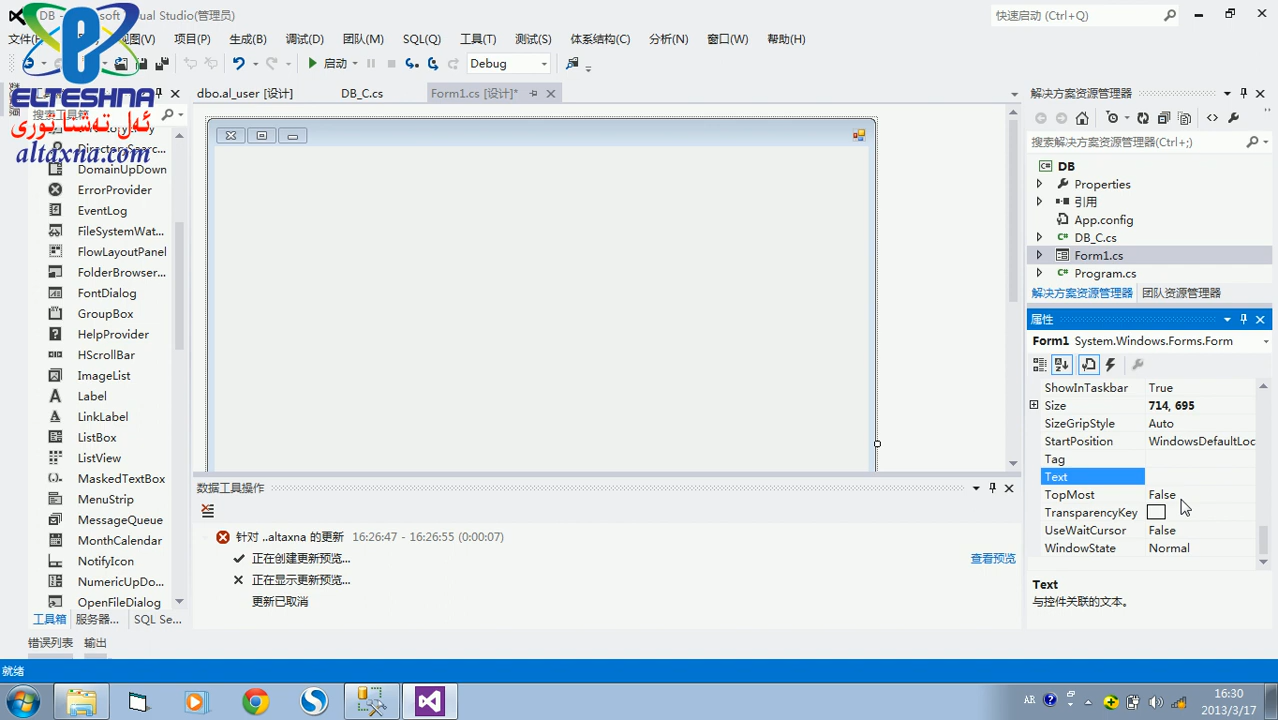 DB
Visual Studio(管理员)
快速启动 (Ctrl+Q)
视图(V) 项目(P) 生成(B) 调试(D) 团队(M) SQL(Q) 工具(T) 测试(S) 体系结构(C) 分析(N) 窗口(W) 帮助(H)
启动 Debug
ELTESHNA
ئەل تەشنا تورى
altaxna.com
dbo.al_user [设计] DB_C.cs Form1.cs [设计]*
DomainUpDown
ErrorProvider
EventLog
FileSystemWat...
FlowLayoutPanel
FolderBrowser...
FontDialog
GroupBox
HelpProvider
HScrollBar
ImageList
Label
LinkLabel
ListBox
ListView
MaskedTextBox
MenuStrip
MessageQueue
MonthCalendar
NotifyIcon
NumericUpDo...
OpenFileDialog
工具箱 服务器... SQL Se...
错误列表 输出
就绪
数据工具操作
针对 ..altaxna 的更新 16:26:47 - 16:26:55 (0:00:07)
正在创建更新预览... 查看预览
正在显示更新预览...
更新已取消
解决方案资源管理器
搜索解决方案资源管理器(Ctrl+;)
DB
Properties
引用
App.config
DB_C.cs
Form1.cs
Program.cs
解决方案资源管理器 团队资源管理器
属性
Form1 System.Windows.Forms.Form
ShowInTaskbar True
Size 714, 695
SizeGripStyle Auto
StartPosition WindowsDefaultLoc
Tag
Text
TopMost False
TransparencyKey
UseWaitCursor False
WindowState Normal
Text
与控件关联的文本。
AR
16:30
2013/3/17